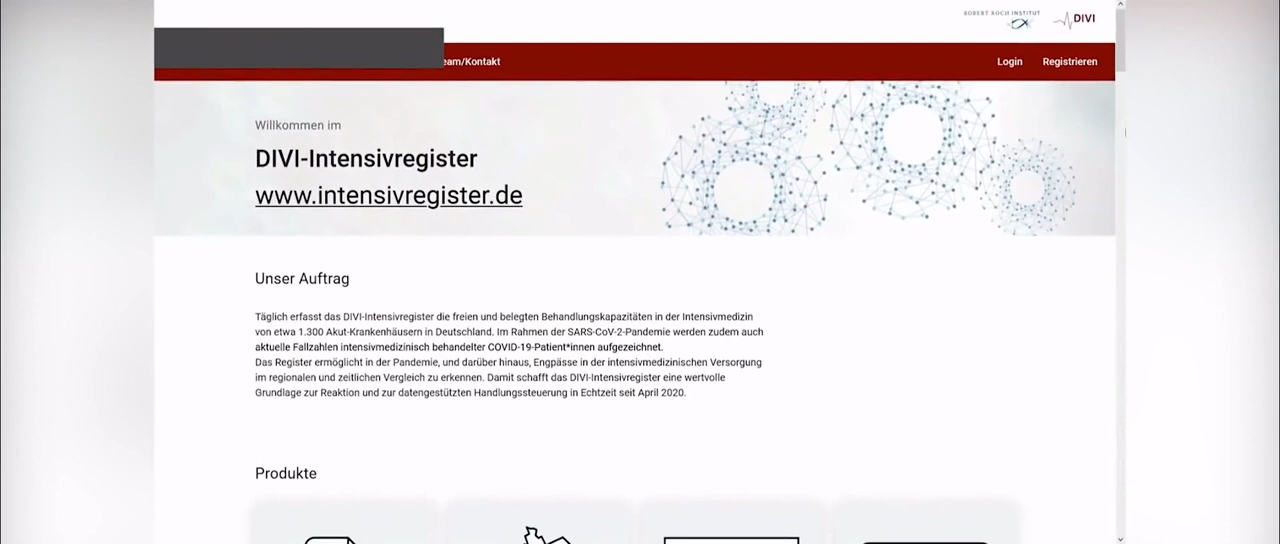 ROBERT KOCH INSTITUT
DIVI
eam/Kontakt
Login
Registrieren
Willkommen im
DIVI-Intensivregister
www.intensivregister.de
Unser Auftrag
Täglich erfasst das DIVI-Intensivregister die freien und belegten Behandlungskapazitäten in der Intensivmedizin
von etwa 1.300 Akut-Krankenhäusern in Deutschland. Im Rahmen der SARS-CoV-2-Pandemie werden zudem auch
aktuelle Fallzahlen intensivmedizinisch behandelter COVID-19-Patient*innen aufgezeichnet.
Das Register ermöglicht in der Pandemie, und darüber hinaus, Engpässe in der intensivmedizinischen Versorgung
im regionalen und zeitlichen Vergleich zu erkennen. Damit schafft das DIVI-Intensivregister eine wertvolle
Grundlage zur Reaktion und zur datengestützten Handlungssteuerung in Echtzeit seit April 2020.
Produkte